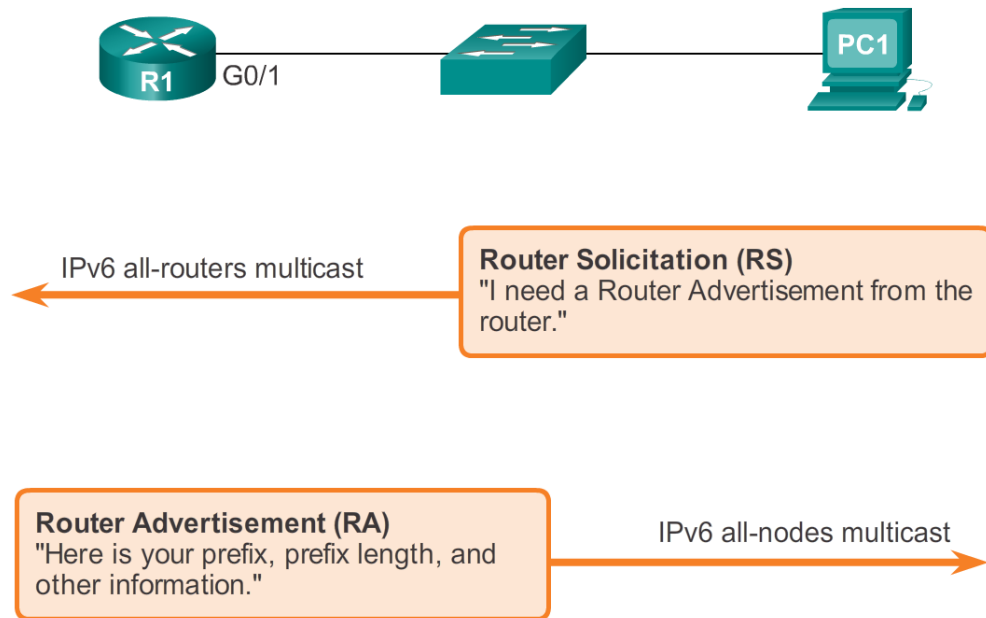 R1
G0/1
PC1
IPv6 all-routers multicast
Router Solicitation (RS)
"I need a Router Advertisement from the
router."
Router Advertisement (RA)
"Here is your prefix, prefix length, and
other information."
IPv6 all-nodes multicast